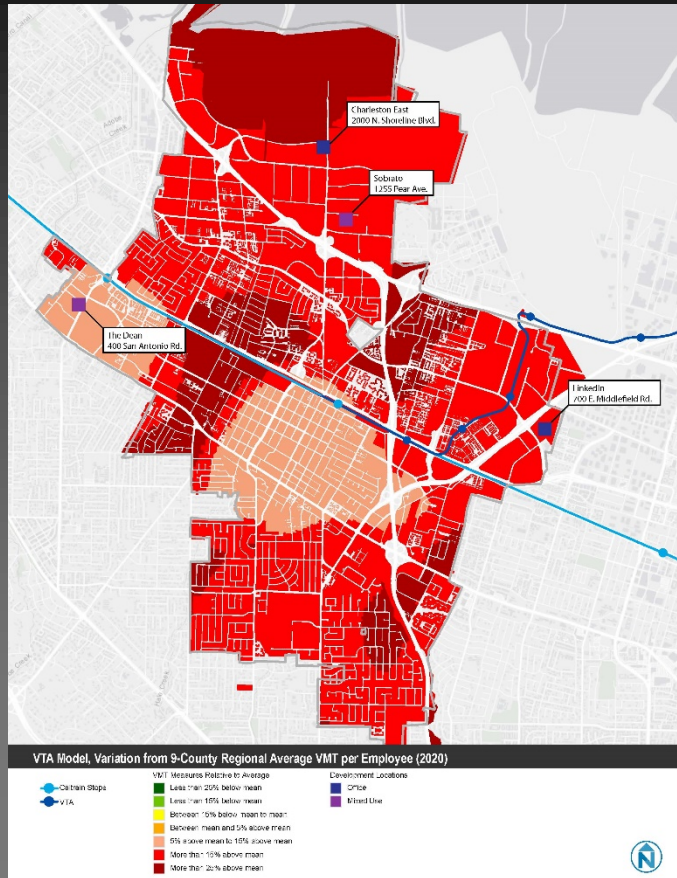 Charleston East
2000 N. Shoreline Blvd.
Sobrato
1255 Pear Ave.
Adobe
Creek
The Dean
400 San Antonio Rd.
LinkedIn
700 E. Middlefield Rd.
VTA Model, Variation from 9-County Regional Average VMT per Employee (2020)
Caltrain Stops
VTA
VMT Measures Relative to Average
Less than 25% below mean
Less than 15% below mean
Between 15% below mean to mean
Between mean and 5% above mean
5% above mean to 15% above mean
More than 15% above mean
More than 25% above mean
Development Locations
Office
Mixed Use
N